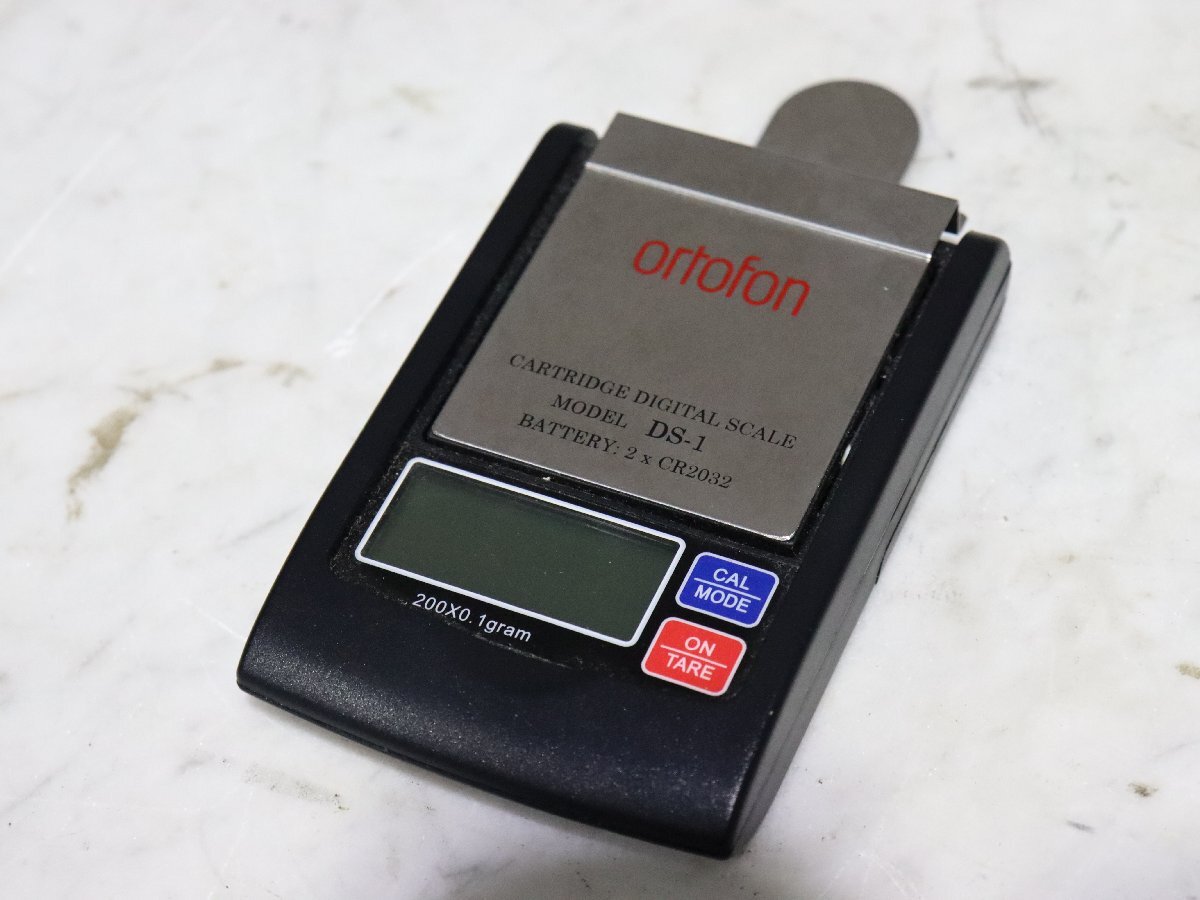 ortofon
CARTRIDGE DIGITAL SCALE
MODEL DS-1
BATTERY: 2 x CR2032
200X0.1gram
CAL
MODE
ON
TARE